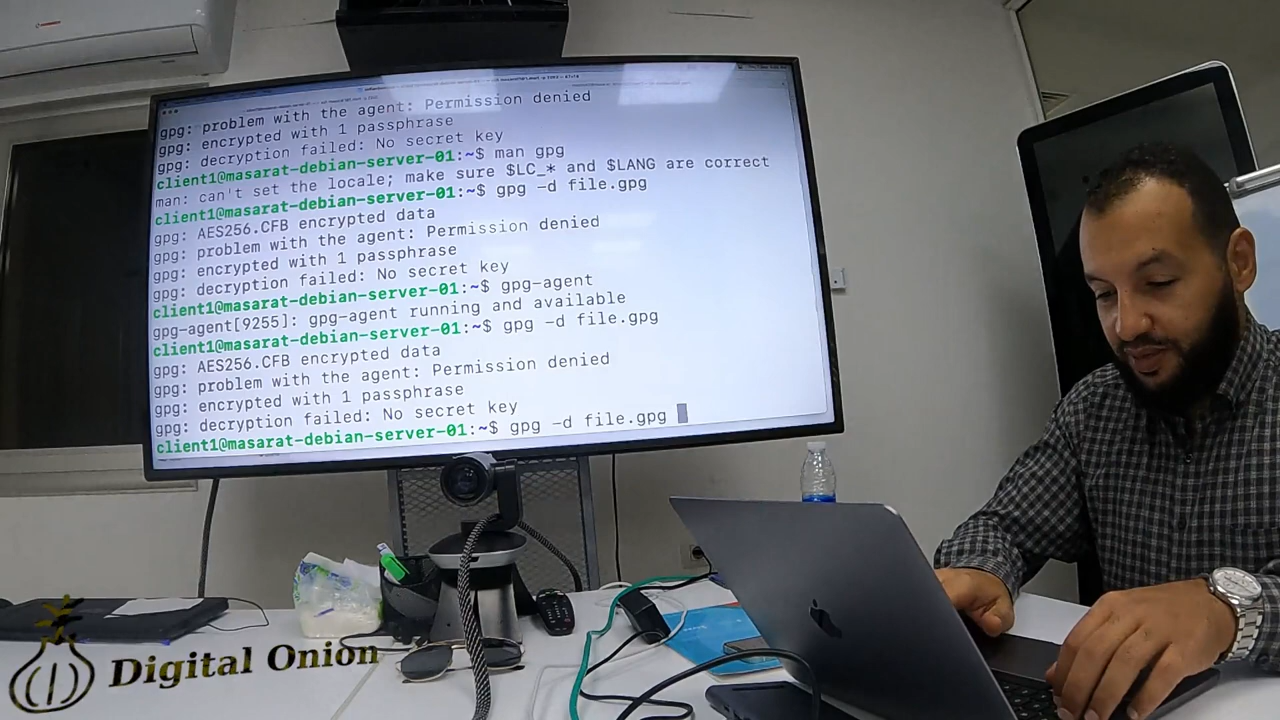 gpg: problem with the agent: Permission denied
gpg: encrypted with 1 passphrase
gpg: decryption failed: No secret key
client1@masarat-debian-server-01:~$ man gpg
man: can't set the locale; make sure $LC_* and $LANG are correct
client1@masarat-debian-server-01:~$ gpg -d file.gpg
gpg: AES256.CFB encrypted data
gpg: problem with the agent: Permission denied
gpg: encrypted with 1 passphrase
gpg: decryption failed: No secret key
client1@masarat-debian-server-01:~$ gpg-agent
gpg-agent[9255]: gpg-agent running and available
client1@masarat-debian-server-01:~$ gpg -d file.gpg
gpg: AES256.CFB encrypted data
gpg: problem with the agent: Permission denied
gpg: encrypted with 1 passphrase
gpg: decryption failed: No secret key
client1@masarat-debian-server-01:~$ gpg -d file.gpg
Digital Onion